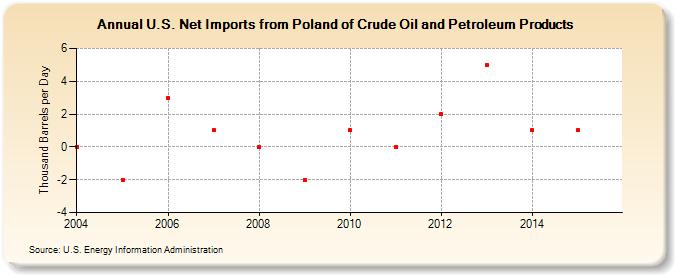 Annual U.S. Net Imports from Poland of Crude Oil and Petroleum Products
Thousand Barrels per Day
6
4
2
0
-2
-4
2004 2006 2008 2010 2012 2014
Source: U.S. Energy Information Administration